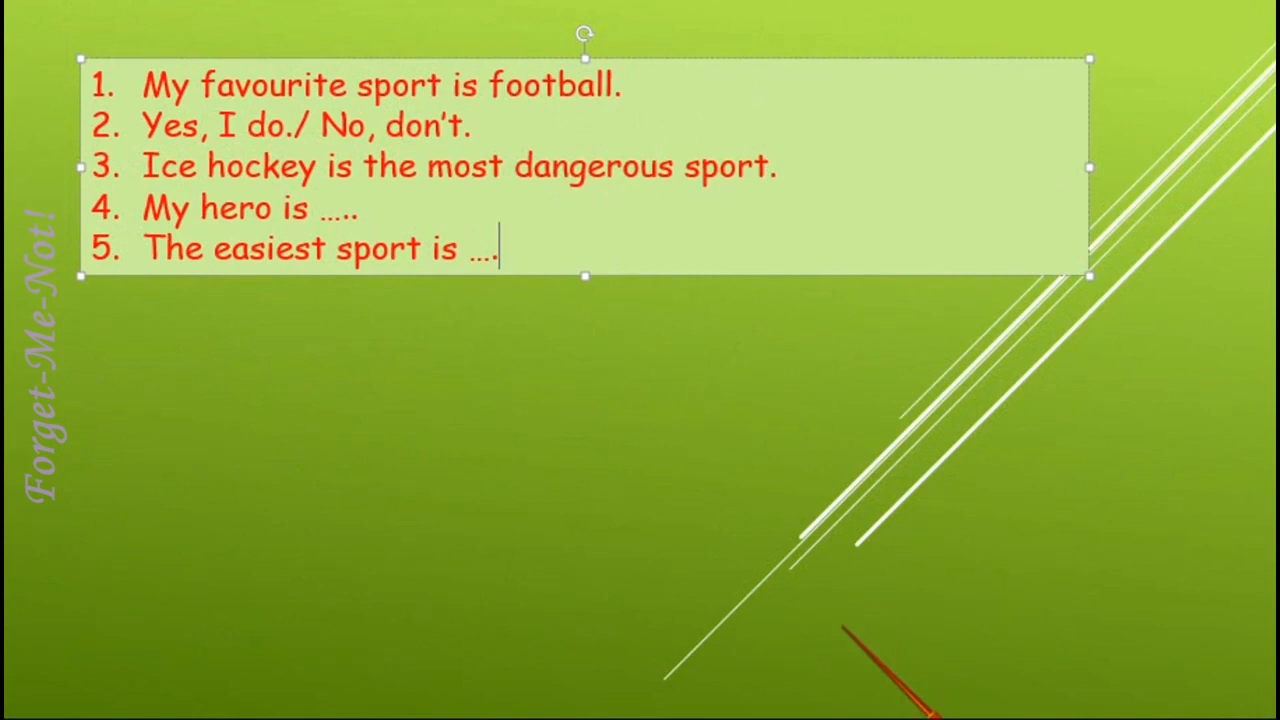 1. My favourite sport is football.
2. Yes, I do./ No, don't.
3. Ice hockey is the most dangerous sport.
4. My hero is …..
5. The easiest sport is ….
Forget-Me-Not!